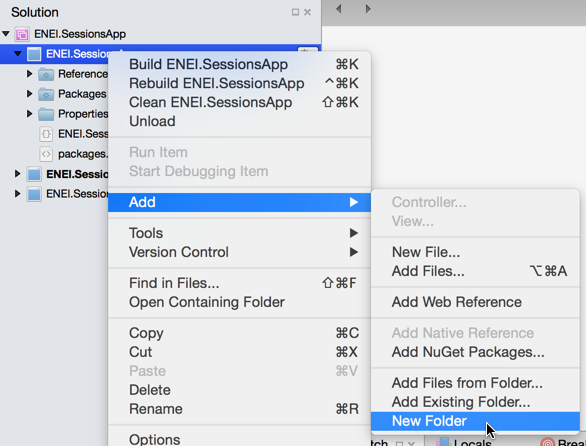 Solution
ENEI.SessionsApp
ENEI.Sess
Reference
Packages
Properties
ENEI.Sess
packages.
ENEI.Sessio
ENEI.Session
Build ENEI.SessionsApp ⌘K
Rebuild ENEI.SessionsApp ^⌘K
Clean ENEI.SessionsApp ⇧⌘K
Unload
Run Item
Start Debugging Item
Add
Tools
Version Control
Find in Files... ⇧⌘F
Open Containing Folder
Copy ⌘C
Cut ⌘X
Paste ⌘V
Delete
Rename ⌘R
Options
Controller...
View...
New File...
Add Files... ⌥⌘A
Add Web Reference
Add Native Reference
Add NuGet Packages...
Add Files from Folder...
Add Existing Folder...
New Folder
tch
Locals
Brea